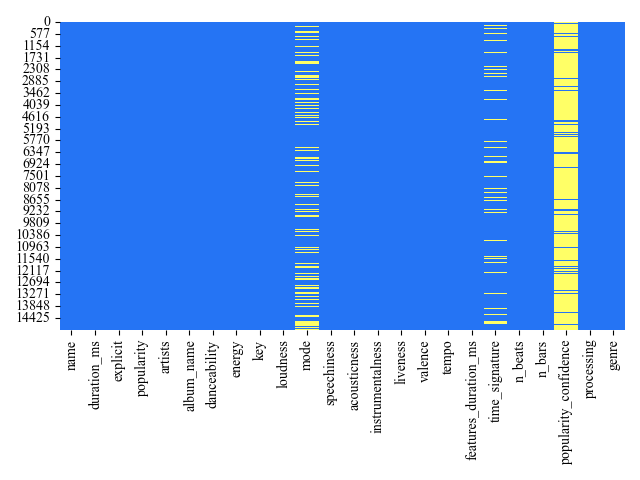 0
577
1154
1731
2308
2885
3462
4039
4616
5193
5770
6347
6924
7501
8078
8655
9232
9809
10386
10963
11540
12117
12694
13271
13848
14425
name
duration_ms
explicit
popularity
artists
album_name
danceability
energy
key
loudness
mode
speechiness
acousticness
instrumentalness
liveness
valence
tempo
features_duration_ms
time_signature
n_beats
n_bars
popularity_confidence
processing
genre